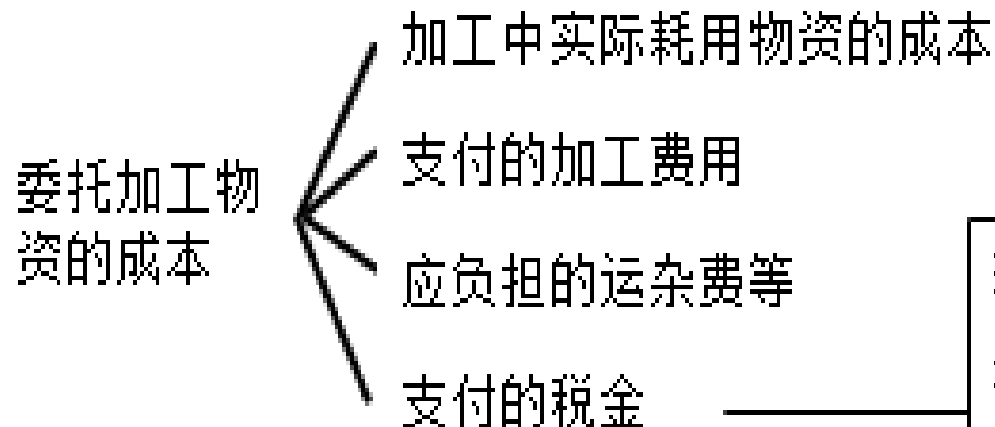 委托加工物
资的成本
加工中实际耗用物资的成本
支付的加工费用
应负担的运杂费等
支付的税金